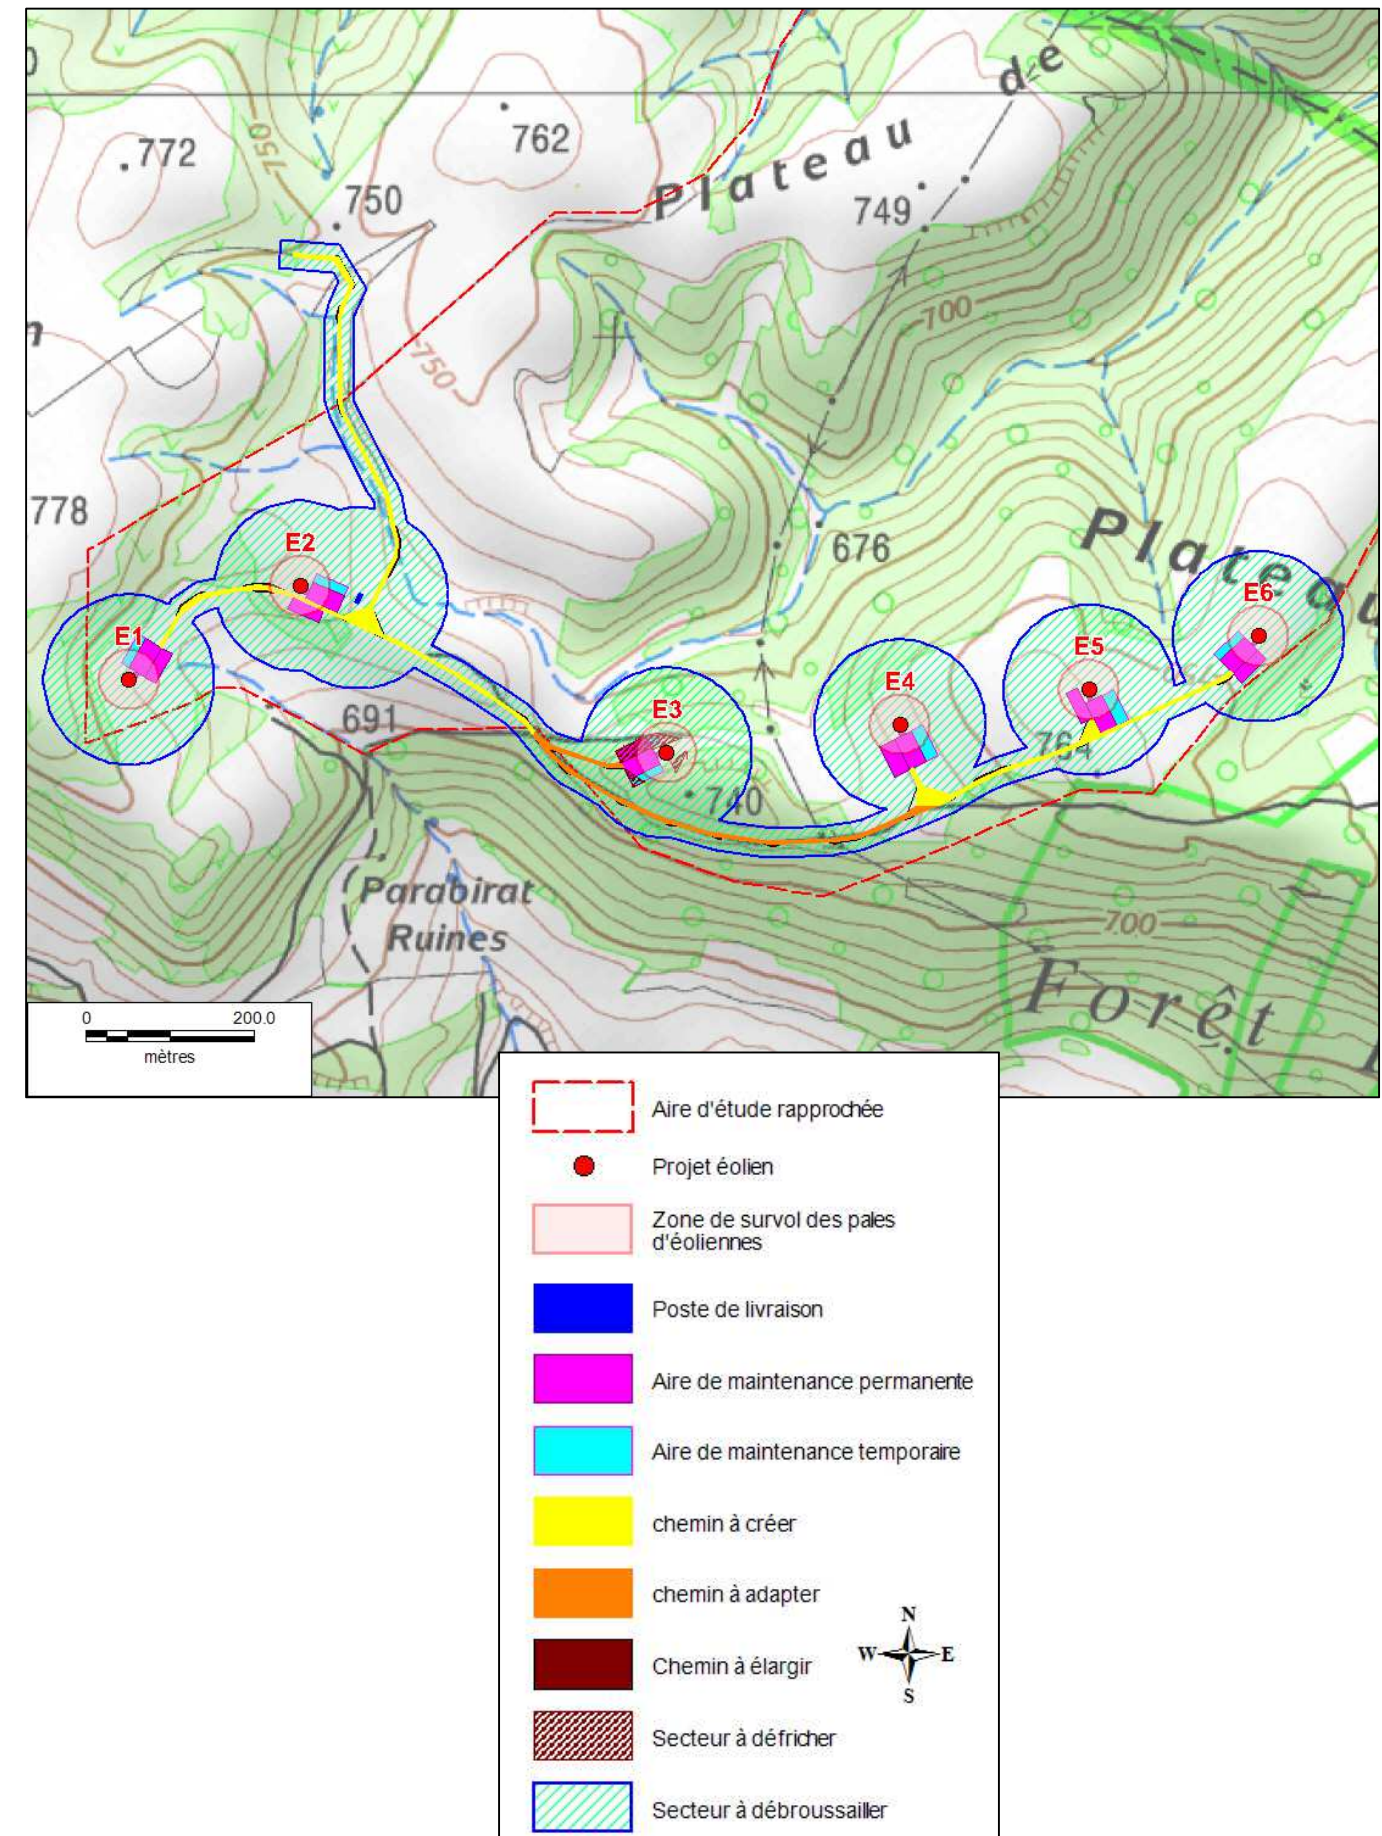 de
Plateau
772
762
750
750
749
700
750
778
676
Plateau
E2
E6
E1
E5
E4
E3
691
764
740
Parabirat
Ruines
700
Forêt
0 200.0
mètres
Aire d'étude rapprochée
Projet éolien
Zone de survol des pales
d'éoliennes
Poste de livraison
Aire de maintenance permanente
Aire de maintenance temporaire
chemin à créer
chemin à adapter
N
W E
S
Chemin à élargir
Secteur à défricher
Secteur à débroussailler